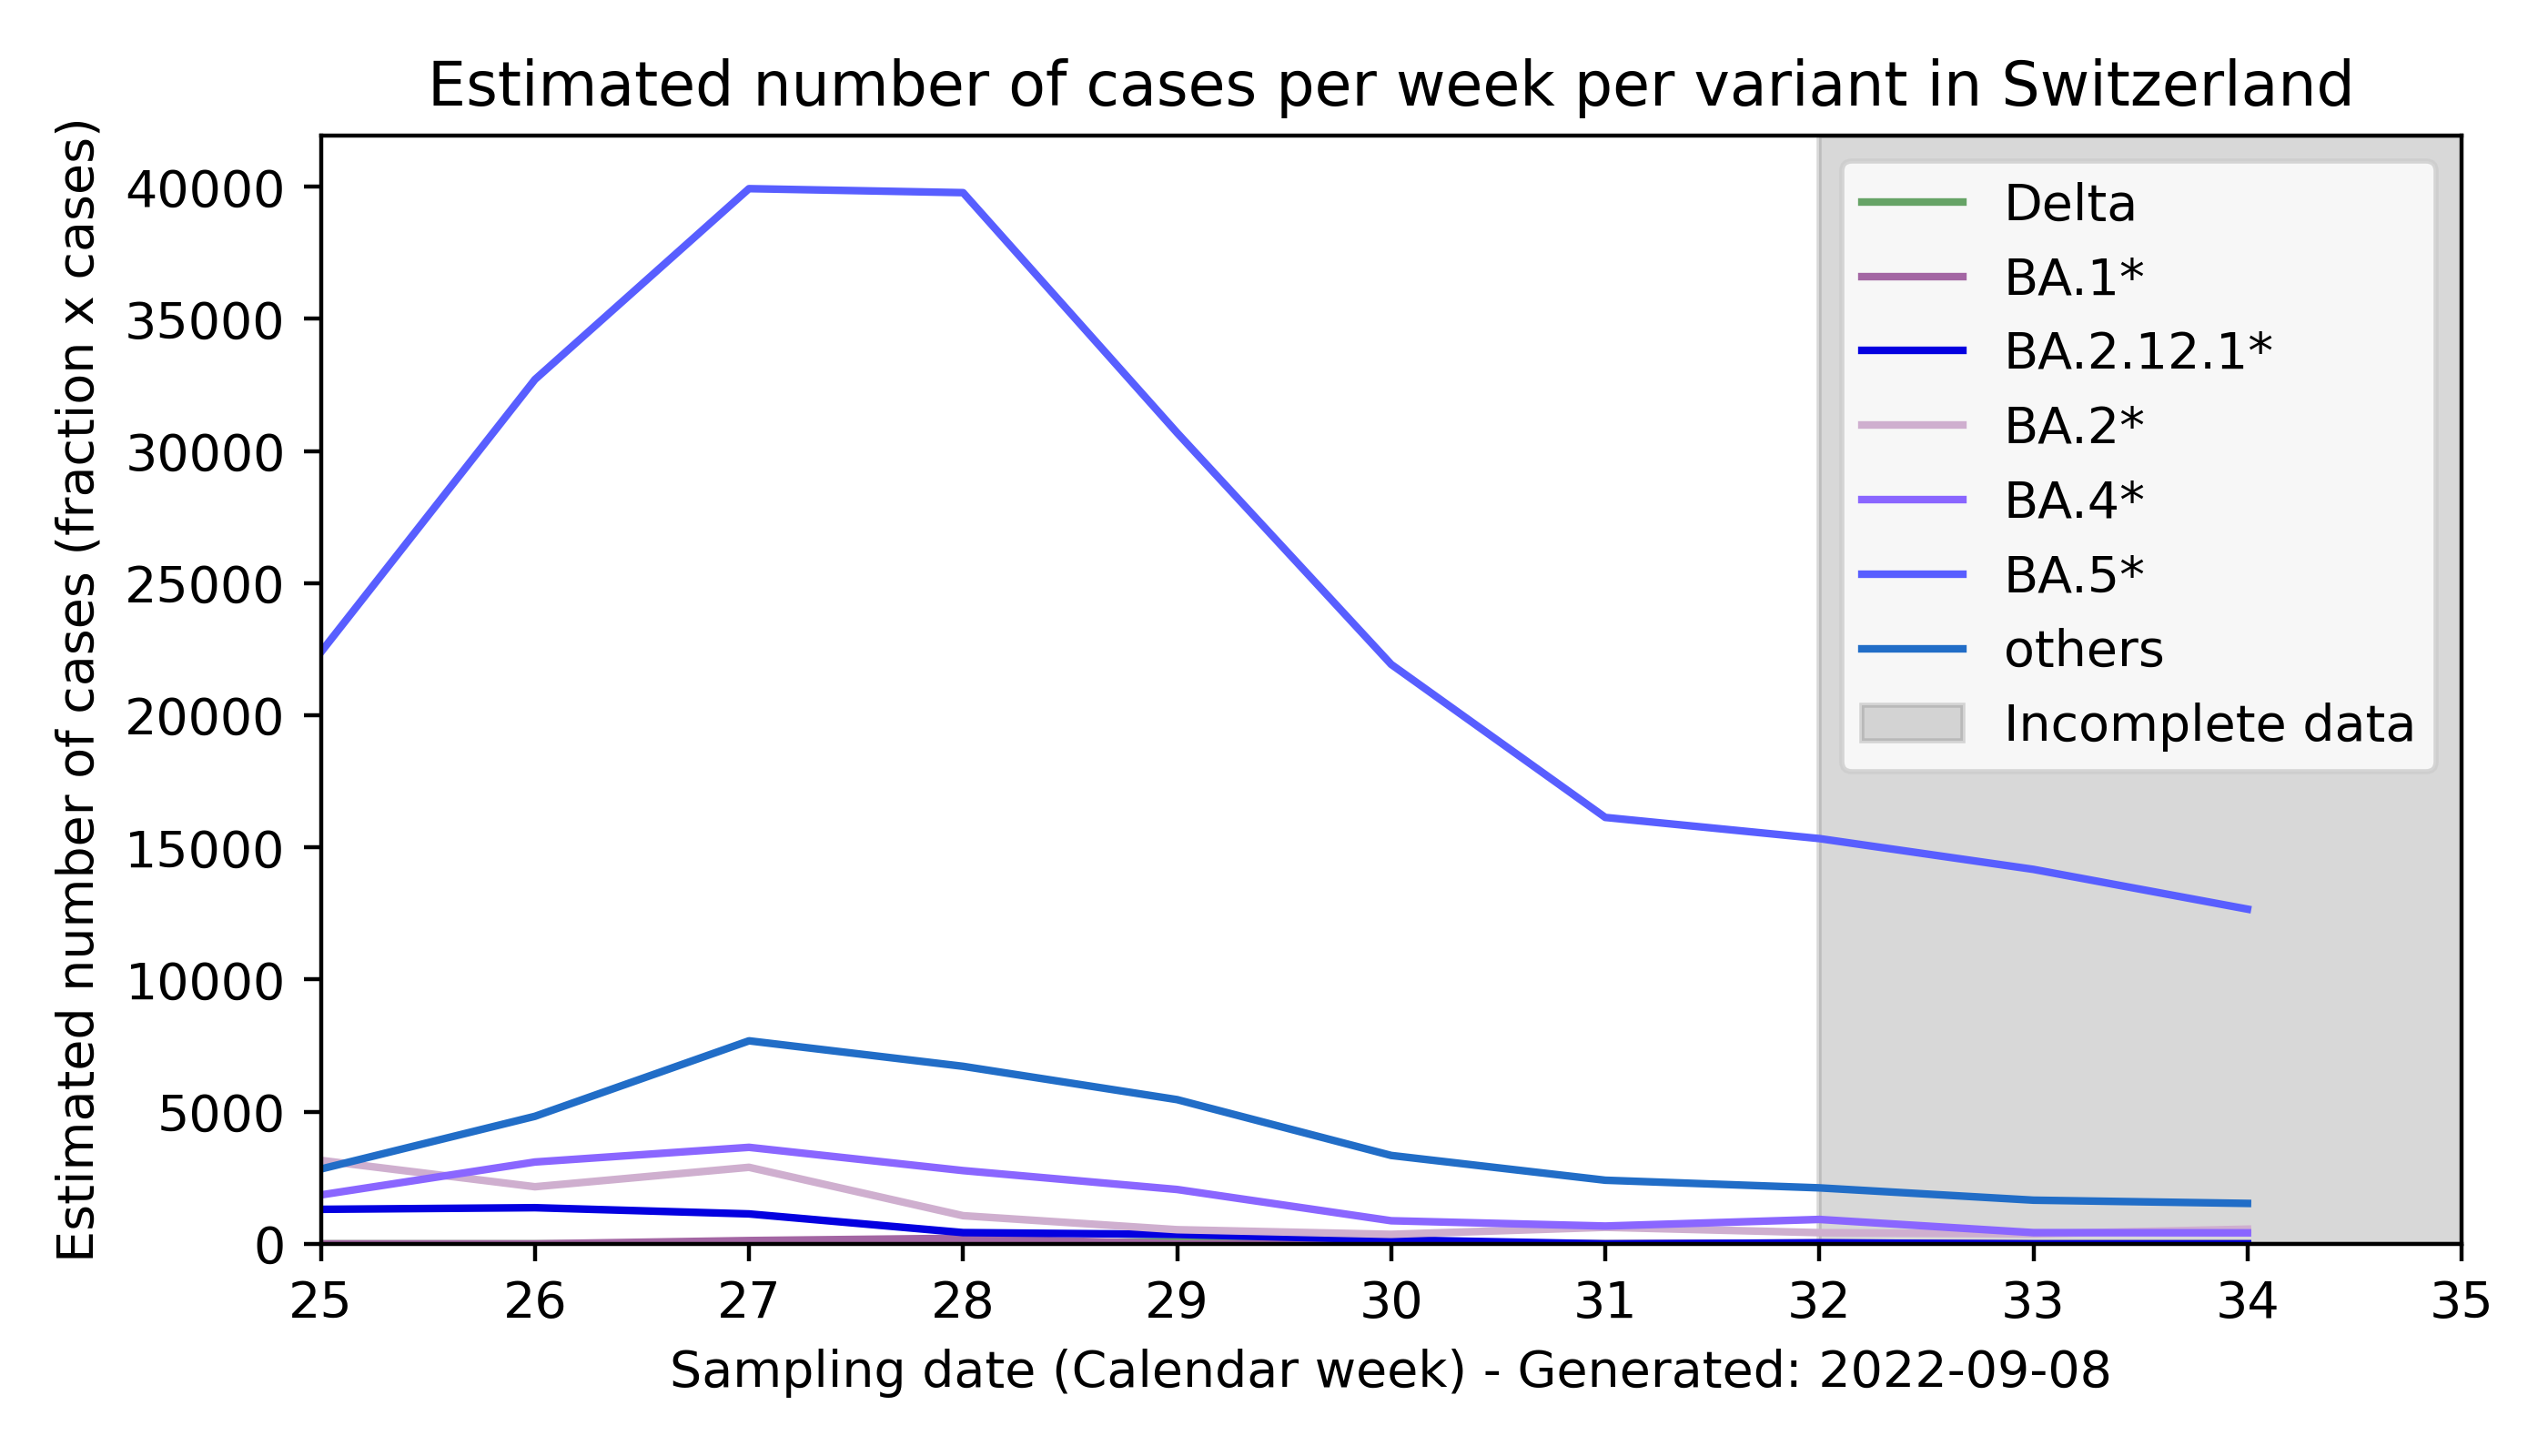 Estimated number of cases per week per variant in Switzerland
Estimated number of cases (fraction x cases)
40000
35000
30000
25000
20000
15000
10000
5000
0
Delta
BA.1*
BA.2.12.1*
BA.2*
BA.4*
BA.5*
others
Incomplete data
25 26 27 28 29 30 31 32 33 34 35
Sampling date (Calendar week) - Generated: 2022-09-08